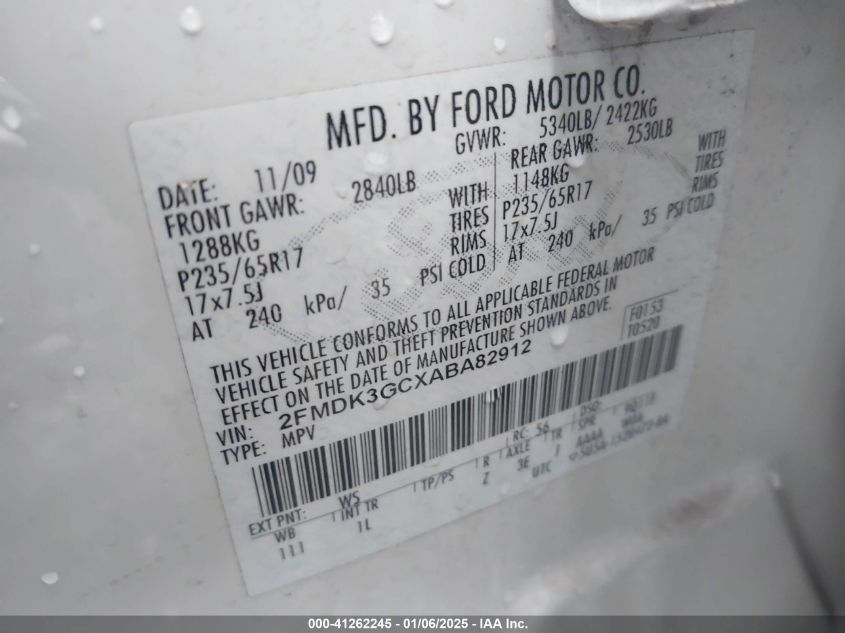 MFD. BY FORD MOTOR CO.
DATE: 11/09 GVWR: 5340LB/ 2422KG
FRONT GAWR: 2840LB REAR GAWR: 2530LB
1288KG WITH 1148KG WITH
P235/65R17 TIRES P235/65R17 TIRES
17x7.5J RIMS 17x7.5J RIMS
AT 240 kPa/ 35 PSI COLD AT 240 kPa/ 35 PSI COLD
THIS VEHICLE CONFORMS TO ALL APPLICABLE FEDERAL MOTOR
VEHICLE SAFETY AND THEFT PREVENTION STANDARDS IN
EFFECT ON THE DATE OF MANUFACTURE SHOWN ABOVE.
F0153
T0520
VIN: 2FMDK3GCXABA82912
TYPE: MPV
EXT PNT: WS RC: 56 DSO:
WB INT TR TP/PS R AXLE TR SPR
111 1L Z 3E I AAAA
UTC
000-41262245 - 01/06/2025 - IAA Inc.